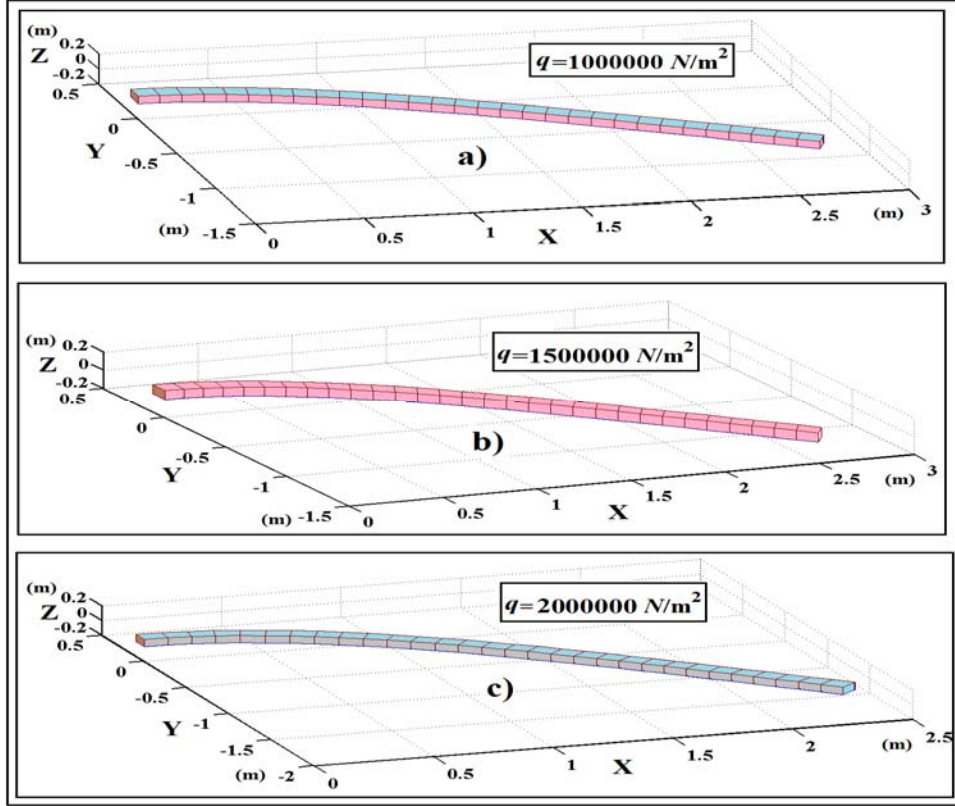 (m) 0.2
Z 0
-0.2
0.5
0
Y
-0.5
-1
(m) -1.5
q=1000000 N/m²
a)
0 0.5 1 1.5 2 2.5 (m) 3
X
(m) 0.2
Z 0
-0.2
0.5
0
-0.5
Y
-1
(m) -1.5
q=1500000 N/m²
b)
0 0.5 1 1.5 2 2.5 (m) 3
X
(m) 0.2
Z 0
-0.2
0.5
0
-0.5
Y -1
-1.5
(m) -2
q=2000000 N/m²
c)
0 0.5 1 1.5 2 (m) 2.5
X